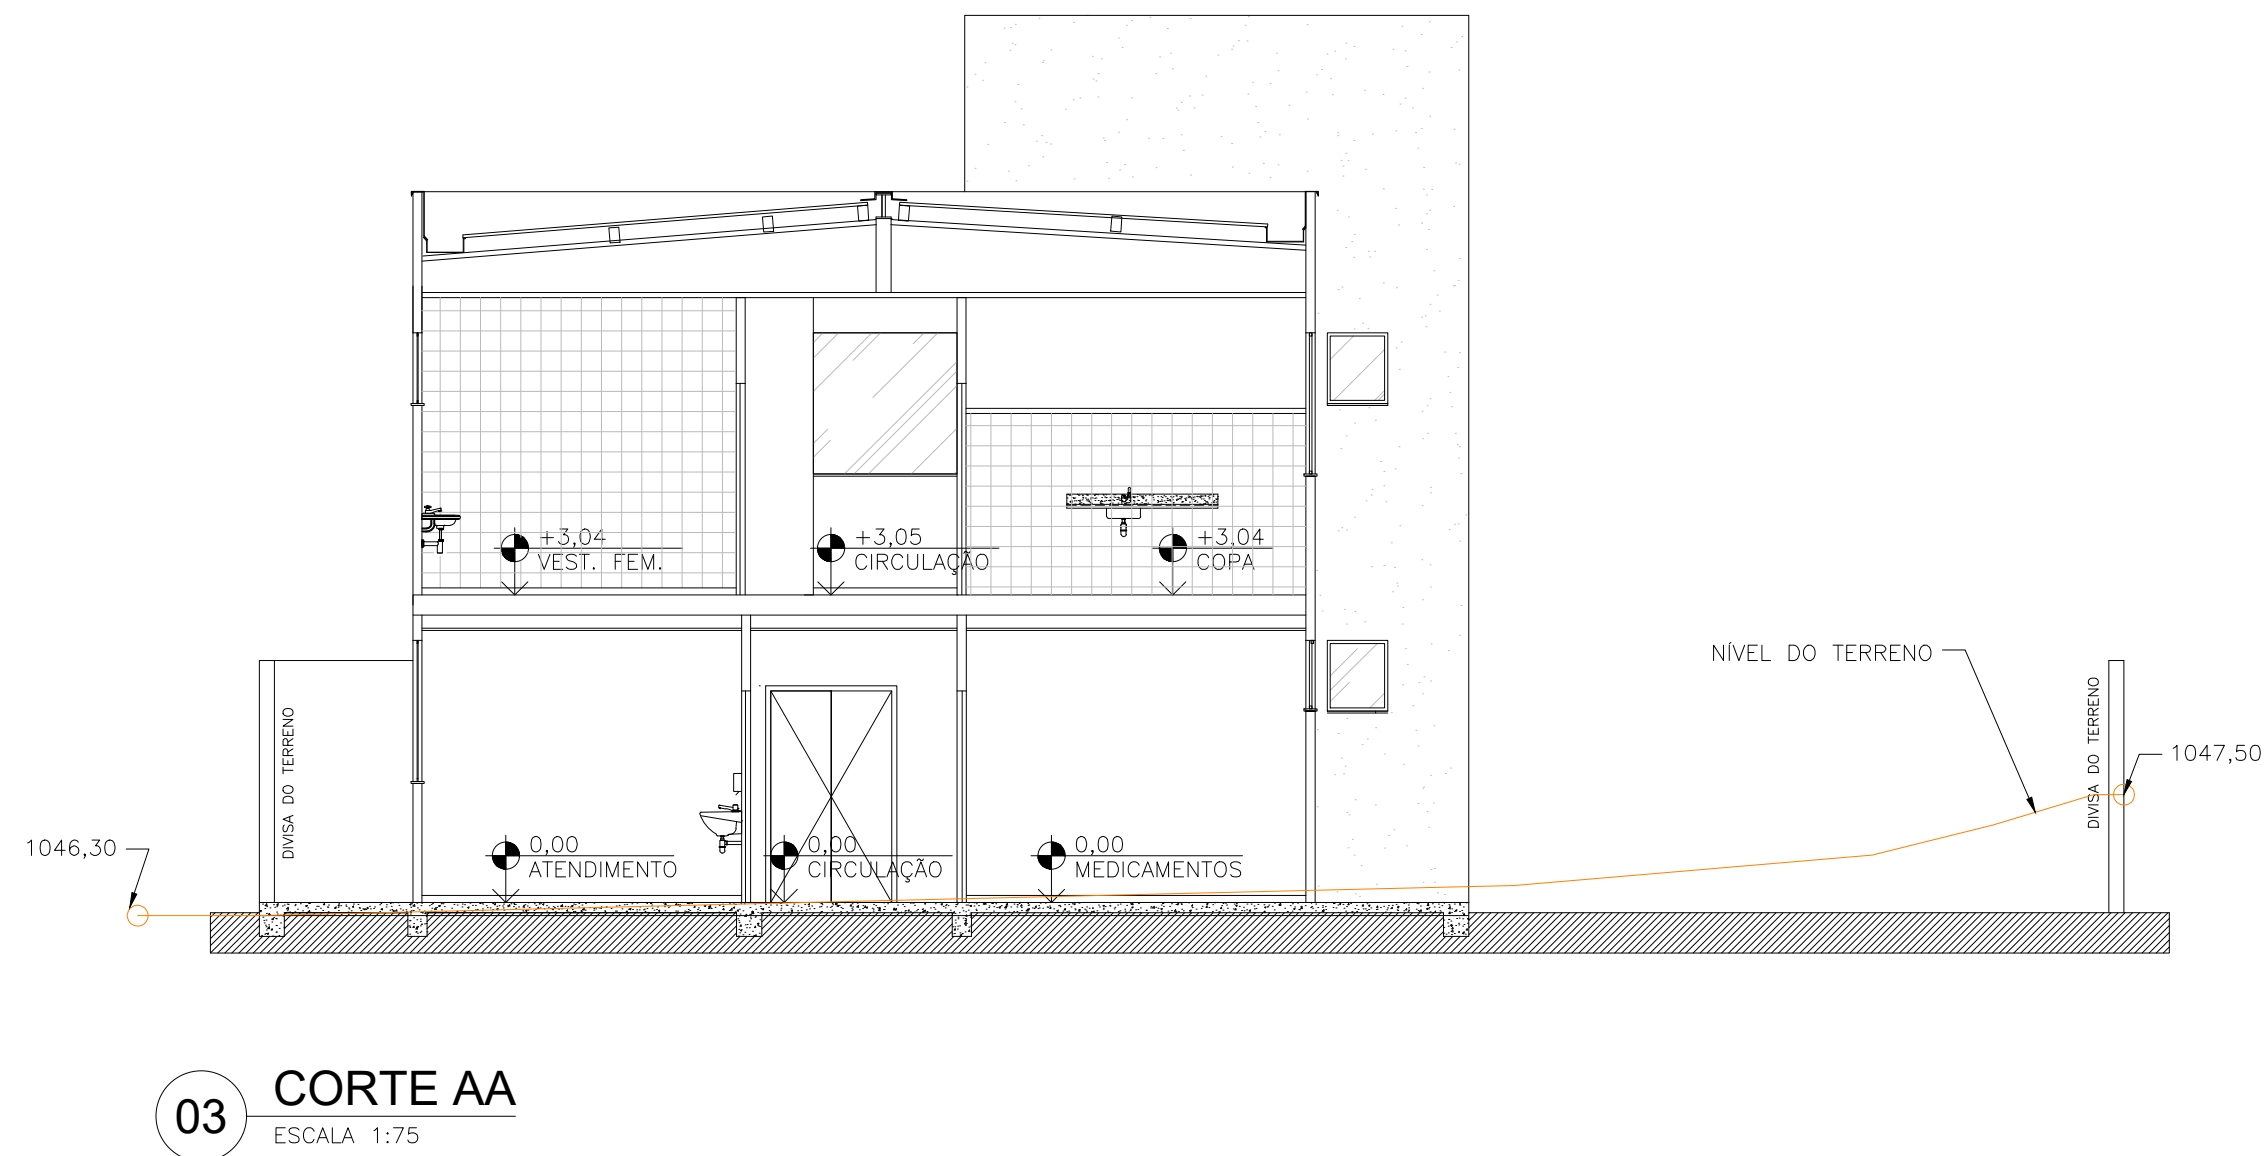 +3,04
VEST. FEM.
+3,05
CIRCULAÇÃO
+3,04
COPA
NÍVEL DO TERRENO
DIVISA DO TERRENO
DIVISA DO TERRENO
1047,50
1046,30
0,00
ATENDIMENTO
0,00
CIRCULAÇÃO
0,00
MEDICAMENTOS
03
CORTE AA
ESCALA 1:75